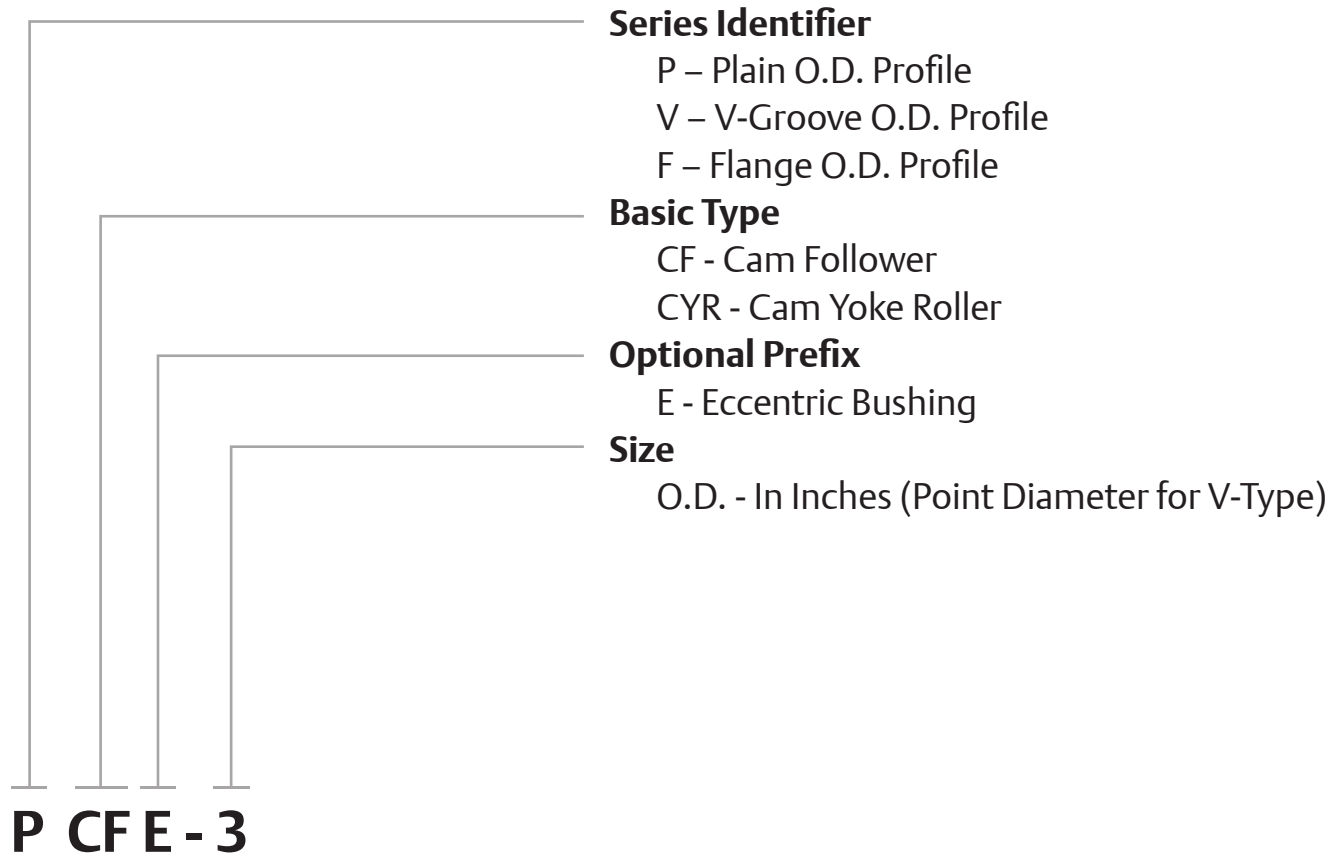 Series Identifier
P – Plain O.D. Profile
V – V-Groove O.D. Profile
F – Flange O.D. Profile
Basic Type
CF - Cam Follower
CYR - Cam Yoke Roller
Optional Prefix
E - Eccentric Bushing
Size
O.D. - In Inches (Point Diameter for V-Type)
P CF E - 3